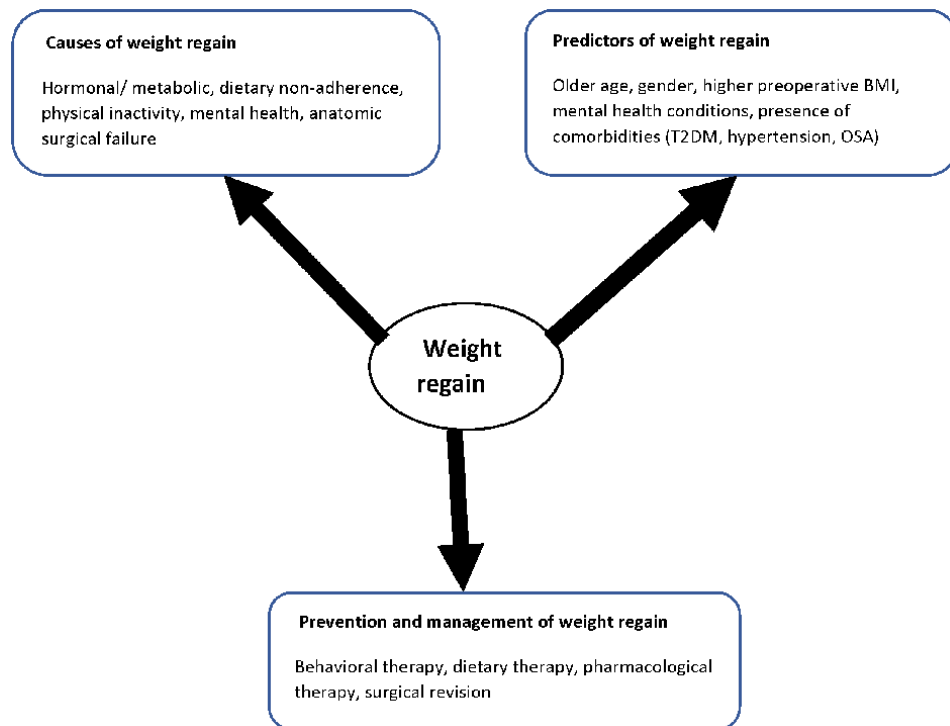 Causes of weight regain
Hormonal/ metabolic, dietary non-adherence,
physical inactivity, mental health, anatomic
surgical failure
Predictors of weight regain
Older age, gender, higher preoperative BMI,
mental health conditions, presence of
comorbidities (T2DM, hypertension, OSA)
Weight
regain
Prevention and management of weight regain
Behavioral therapy, dietary therapy, pharmacological
therapy, surgical revision